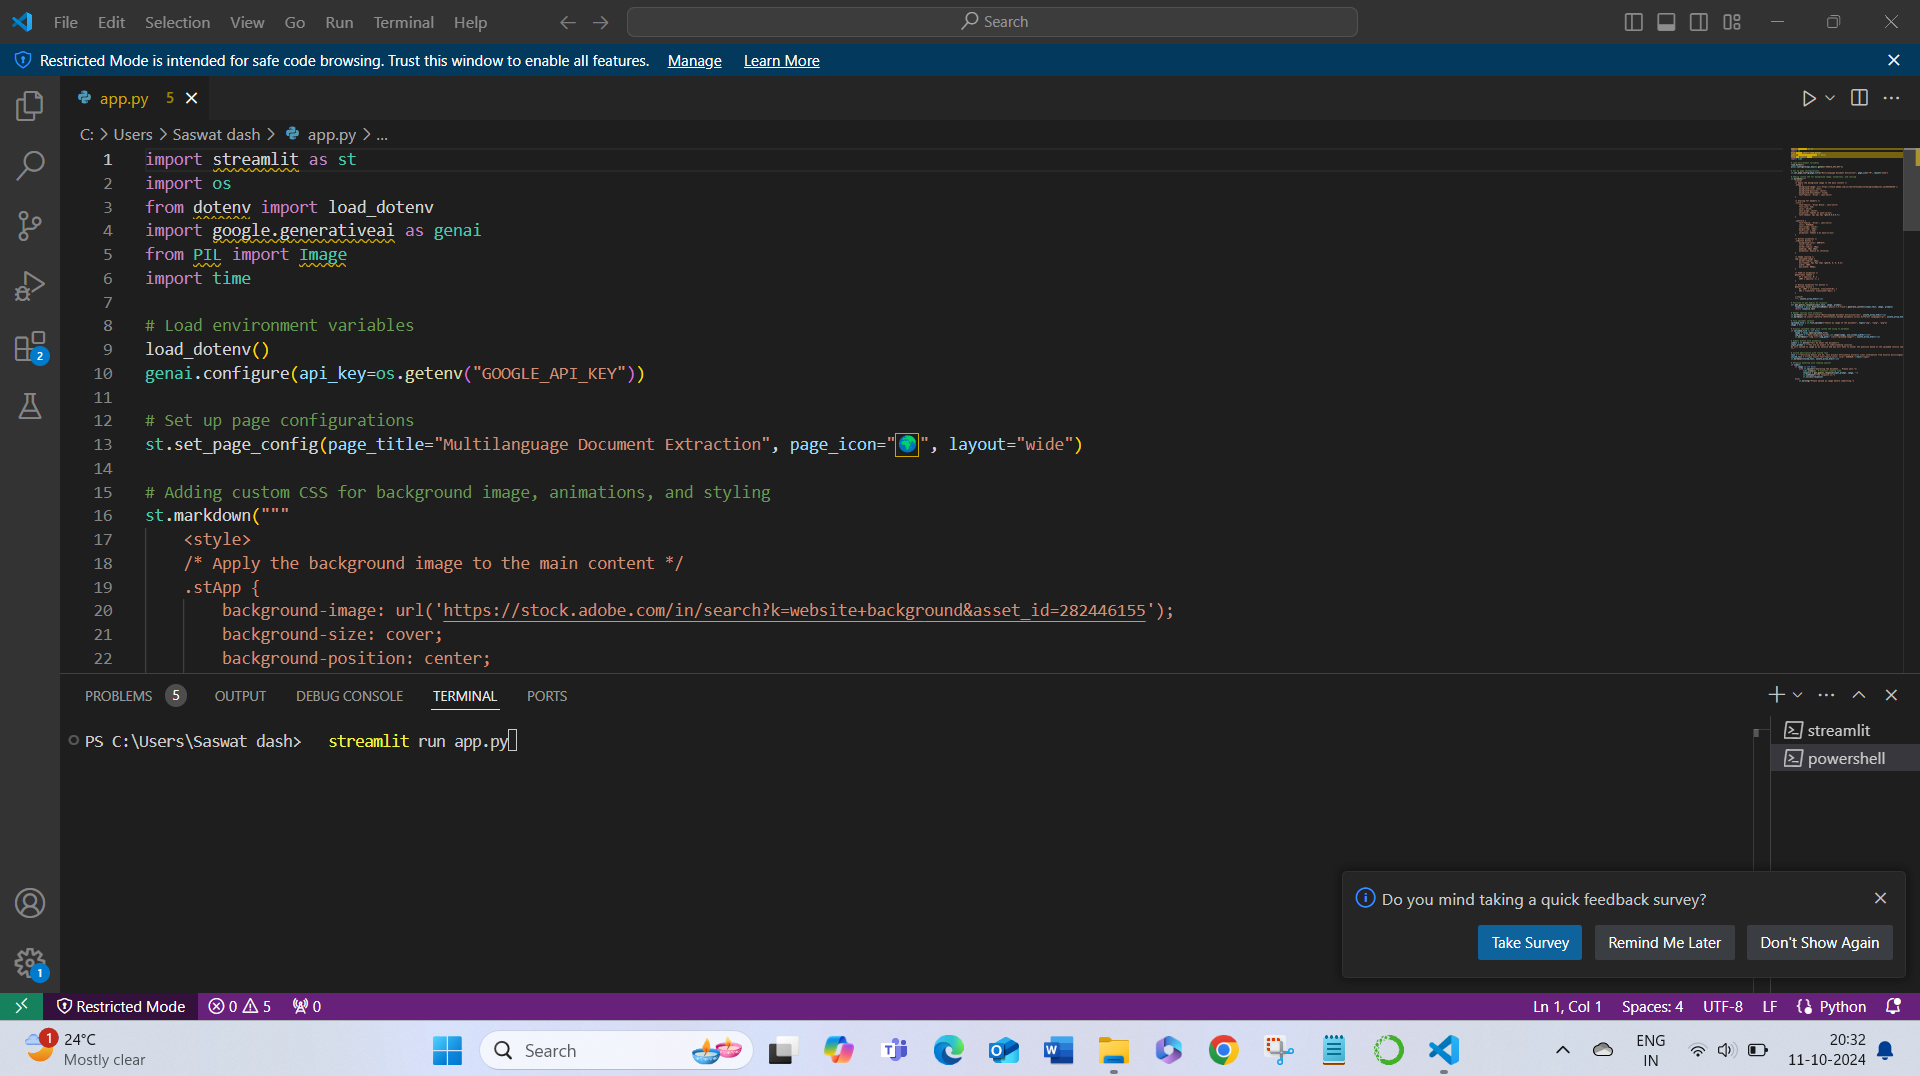 File Edit Selection View Go Run Terminal Help
Search
Restricted Mode is intended for safe code browsing. Trust this window to enable all features. Manage Learn More
app.py 5
C: > Users > Saswat dash > app.py > ...
1 import streamlit as st
2 import os
3 from dotenv import load_dotenv
4 import google.generativeai as genai
5 from PIL import Image
6 import time
7
8 # Load environment variables
9 load_dotenv()
10 genai.configure(api_key=os.getenv("GOOGLE_API_KEY"))
11
12 # Set up page configurations
13 st.set_page_config(page_title="Multilanguage Document Extraction", page_icon="🌍", layout="wide")
14
15 # Adding custom CSS for background image, animations, and styling
16 st.markdown("""
17 <style>
18 /* Apply the background image to the main content */
19 .stApp {
20 background-image: url('https://stock.adobe.com/in/search?k=website+background&asset_id=282446155');
21 background-size: cover;
22 background-position: center;
PROBLEMS 5 OUTPUT DEBUG CONSOLE TERMINAL PORTS
PS C:\Users\Saswat dash> streamlit run app.py
streamlit
powershell
Do you mind taking a quick feedback survey?
Take Survey Remind Me Later Don't Show Again
2
1
Restricted Mode 0 5 0
Ln 1, Col 1 Spaces: 4 UTF-8 LF Python
1 24°C
Mostly clear
Search
ENG
IN
20:32
11-10-2024